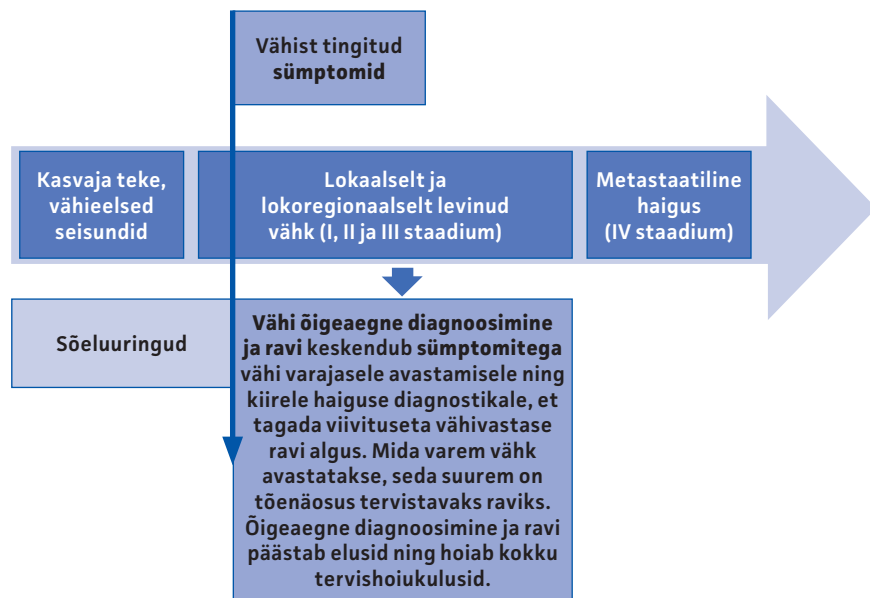 Vähist tingitud
sümptomid
Kasvaja teke,
vähieelsed
seisundid
Lokaalselt ja
lokoregionaalselt levinud
vähk (I, II ja III staadium)
Metastaatiline
haigus
(IV staadium)
Sõeluuringud
Vähi õigeaegne diagnoosimine
ja ravi keskendub sümptomitega
vähi varajasele avastamisele ning
kiirele haiguse diagnostikale, et
tagada viivituseta vähivastase
ravi algus. Mida varem vähk
avastatakse, seda suurem on
tõenäosus tervistavaks raviks.
Õigeaegne diagnoosimine ja ravi
päästab elusid ning hoiab kokku
tervishoiukulusid.